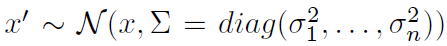 x′ ∼ 𝒩(x, Σ = diag(σ₁², . . . , σₙ²))